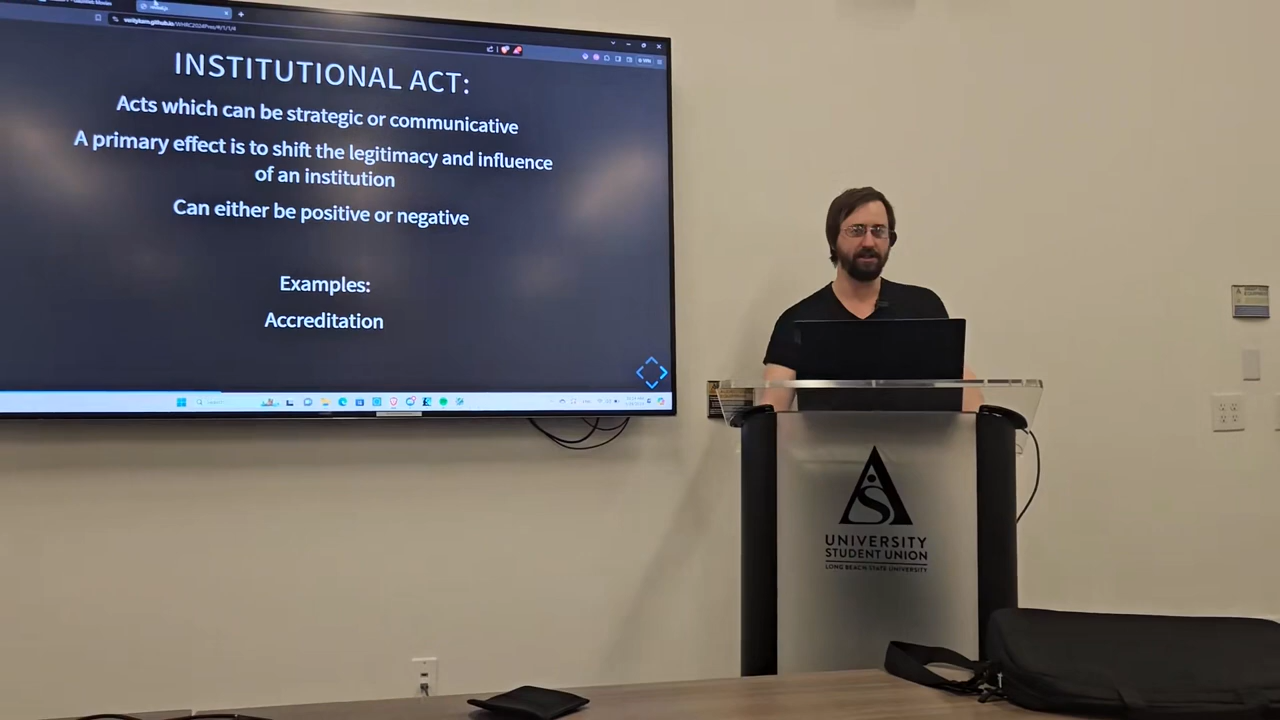 INSTITUTIONAL ACT:
Acts which can be strategic or communicative
A primary effect is to shift the legitimacy and influence
of an institution
Can either be positive or negative
Examples:
Accreditation
UNIVERSITY
STUDENT UNION
LONG BEACH STATE UNIVERSITY